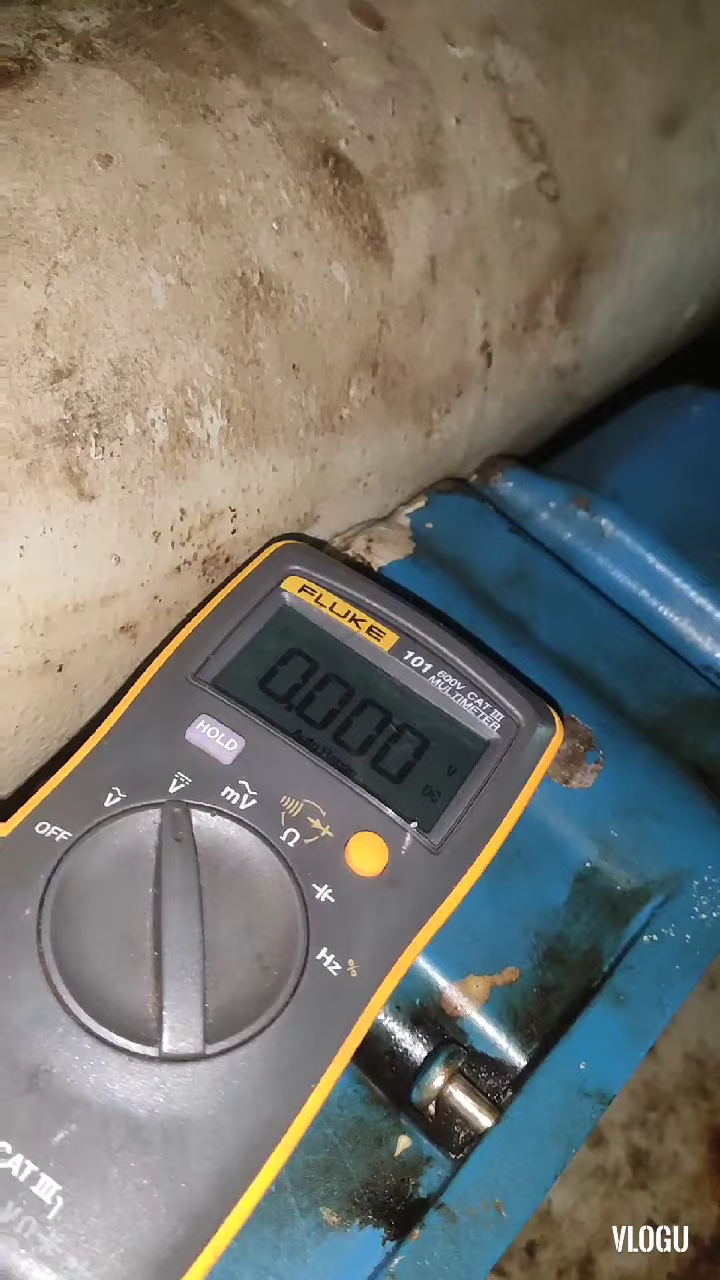 FLUKE
101
600V CAT III
MULTIMETER
0.000
V
DC
Auto Range
HOLD
OFF
V
V
mV
Ω
Hz %
CAT III
VLOGU